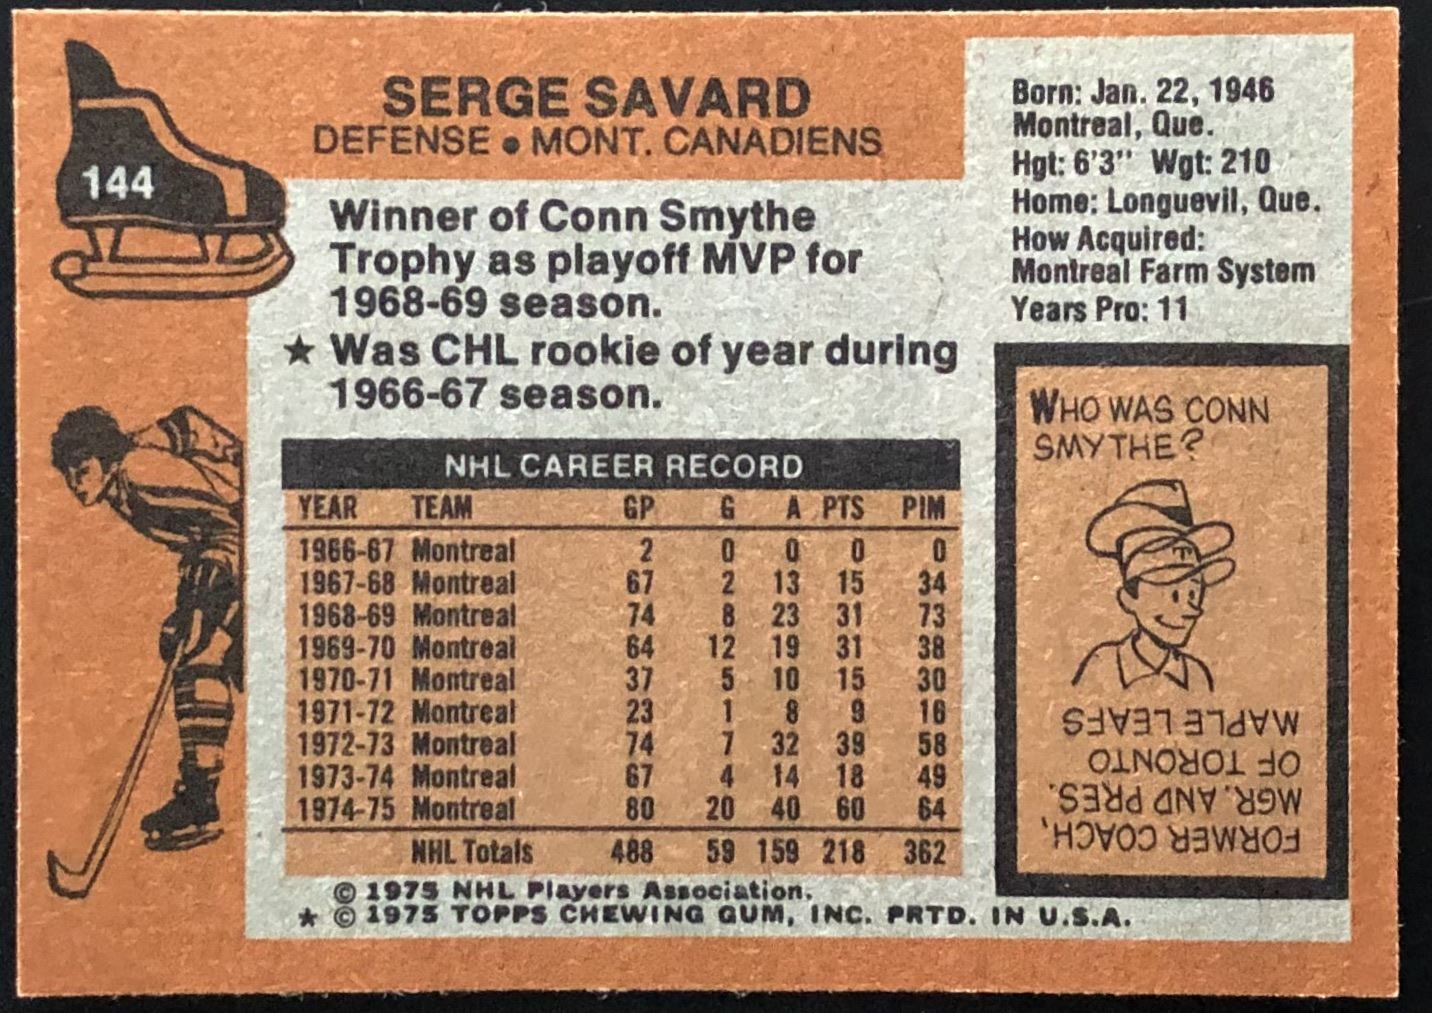 144
SERGE SAVARD
DEFENSE • MONT. CANADIENS
Winner of Conn Smythe
Trophy as playoff MVP for
1968-69 season.
★ Was CHL rookie of year during
1966-67 season.
Born: Jan. 22, 1946
Montreal, Que.
Hgt: 6'3" Wgt: 210
Home: Longuevil, Que.
How Acquired:
Montreal Farm System
Years Pro: 11
NHL CAREER RECORD
YEAR TEAM GP G A PTS PIM
1966-67 Montreal 2 0 0 0 0
1967-68 Montreal 67 2 13 15 34
1968-69 Montreal 74 8 23 31 73
1969-70 Montreal 64 12 19 31 38
1970-71 Montreal 37 5 10 15 30
1971-72 Montreal 23 1 8 9 16
1972-73 Montreal 74 7 32 39 58
1973-74 Montreal 67 4 14 18 49
1974-75 Montreal 80 20 40 60 64
NHL Totals 488 59 159 218 362
WHO WAS CONN
SMYTHE?
T
FORMER COACH,
MGR. AND PRES.
OF TORONTO
MAPLE LEAFS
© 1975 NHL Players Association.
★ © 1975 TOPPS CHEWING GUM, INC. PRTD. IN U.S.A.